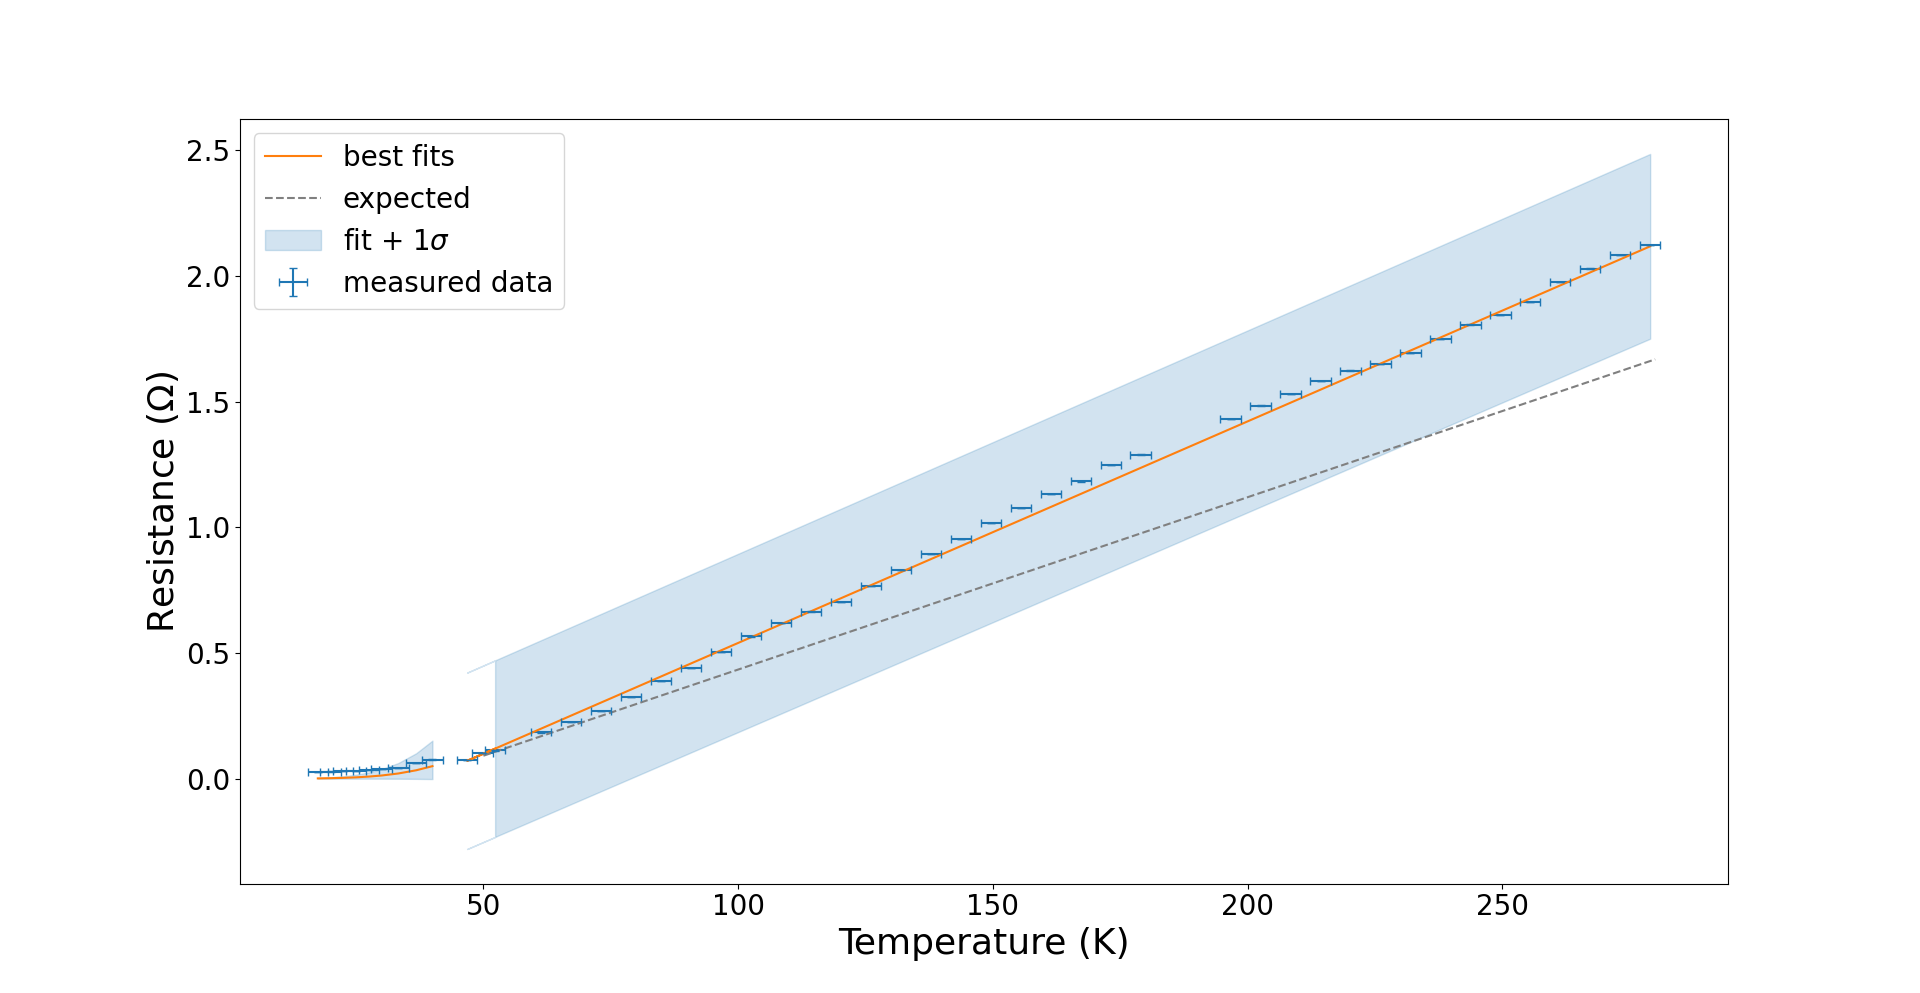 best fits
expected
fit + 1σ
measured data
2.5
2.0
1.5
1.0
0.5
0.0
Resistance (Ω)
50 100 150 200 250
Temperature (K)